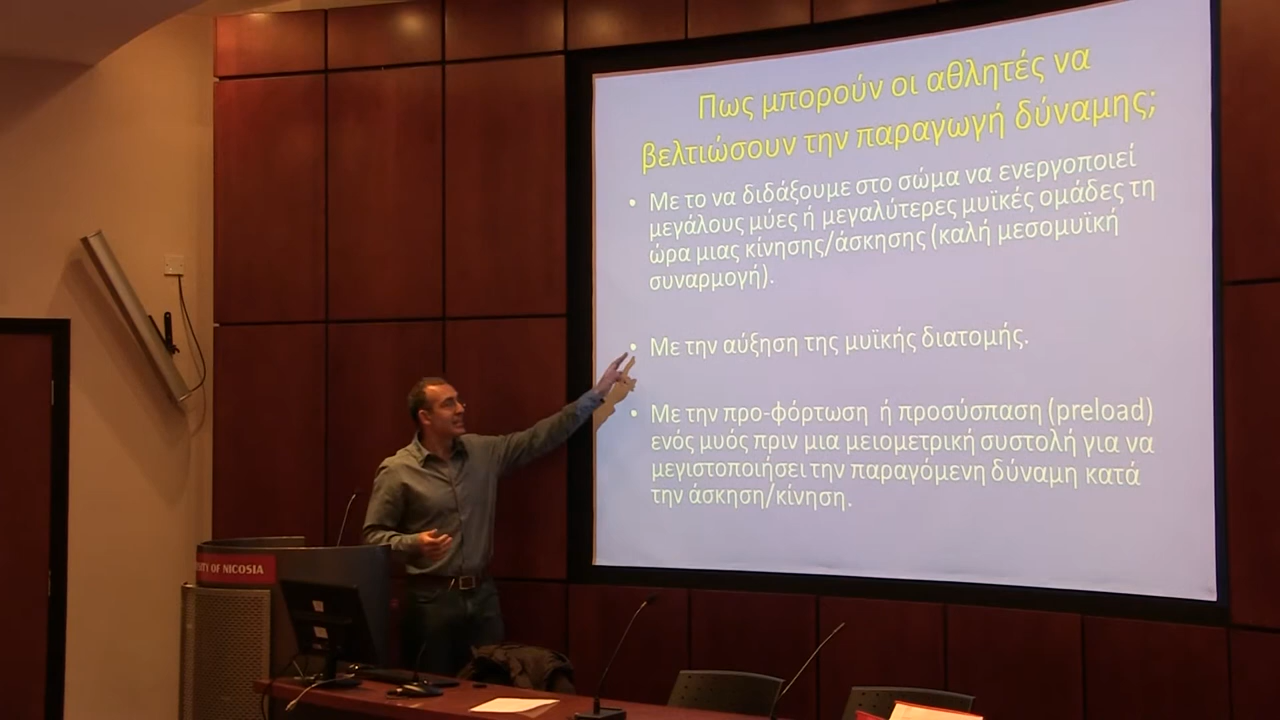 Πως μπορούν οι αθλητές να
βελτιώσουν την παραγωγή δύναμης;
• Με το να διδάξουμε στο σώμα να ενεργοποιεί
μεγάλους μύες ή μεγαλύτερες μυϊκές ομάδες τη
ώρα μιας κίνησης/άσκησης (καλή μεσομυϊκή
συναρμογή).
• Με την αύξηση της μυϊκής διατομής.
• Με την προ-φόρτωση ή προσύσπαση (preload)
ενός μυός πριν μια μειομετρική συστολή για να
μεγιστοποιήσει την παραγόμενη δύναμη κατά
την άσκηση/κίνηση.
SITY OF NICOSIA